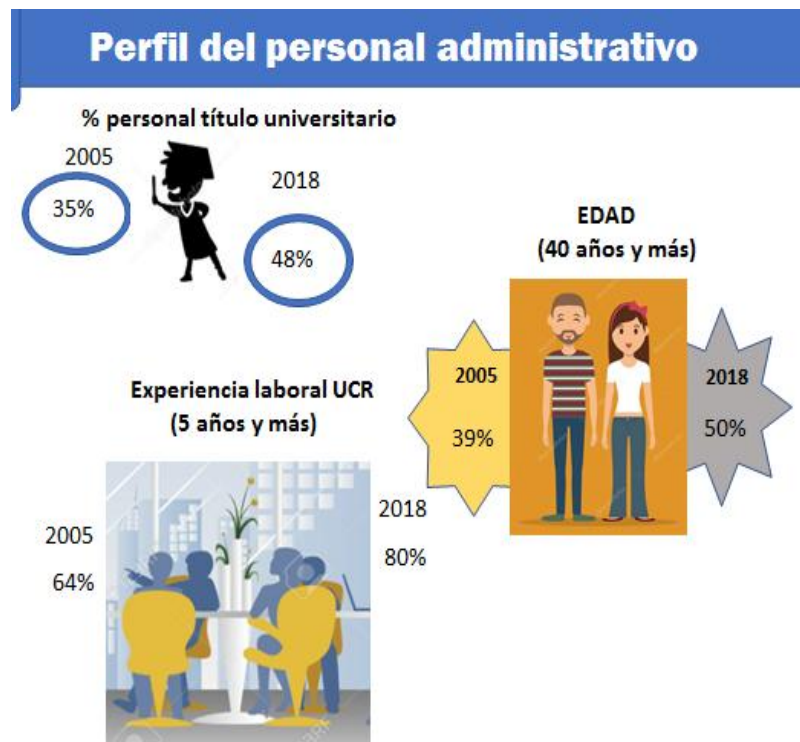 Perfil del personal administrativo
% personal título universitario
2005
35%
2018
48%
EDAD
(40 años y más)
2005
39%
2018
50%
Experiencia laboral UCR
(5 años y más)
2005
64%
2018
80%